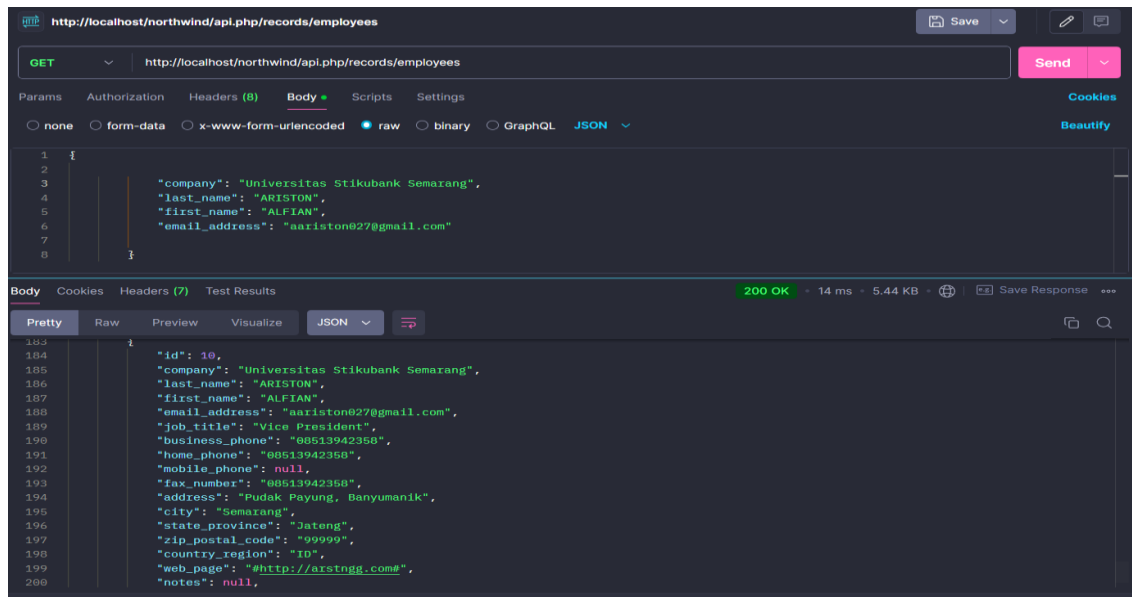 HTTP http://localhost/northwind/api.php/records/employees Save
GET http://localhost/northwind/api.php/records/employees Send
Params Authorization Headers (8) Body Scripts Settings Cookies
none form-data x-www-form-urlencoded raw binary GraphQL JSON Beautify
1 {
2
3 "company": "Universitas Stikubank Semarang",
4 "last_name": "ARISTON",
5 "first_name": "ALFIAN",
6 "email_address": "aariston027@gmail.com"
7
8 }
Body Cookies Headers (7) Test Results 200 OK 14 ms 5.44 KB Save Response
Pretty Raw Preview Visualize JSON
183 {
184 "id": 10,
185 "company": "Universitas Stikubank Semarang",
186 "last_name": "ARISTON",
187 "first_name": "ALFIAN",
188 "email_address": "aariston027@gmail.com",
189 "job_title": "Vice President",
190 "business_phone": "08513942358",
191 "home_phone": "08513942358",
192 "mobile_phone": null,
193 "fax_number": "08513942358",
194 "address": "Pudak Payung, Banyumanik",
195 "city": "Semarang",
196 "state_province": "Jateng",
197 "zip_postal_code": "99999",
198 "country_region": "ID",
199 "web_page": "#http://arstngg.com#",
200 "notes": null,